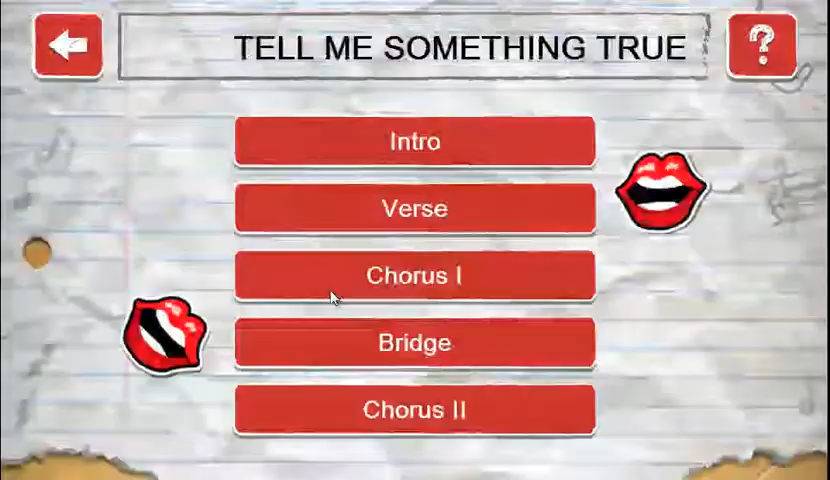 TELL ME SOMETHING TRUE
?
Intro
Verse
Chorus I
Bridge
Chorus II